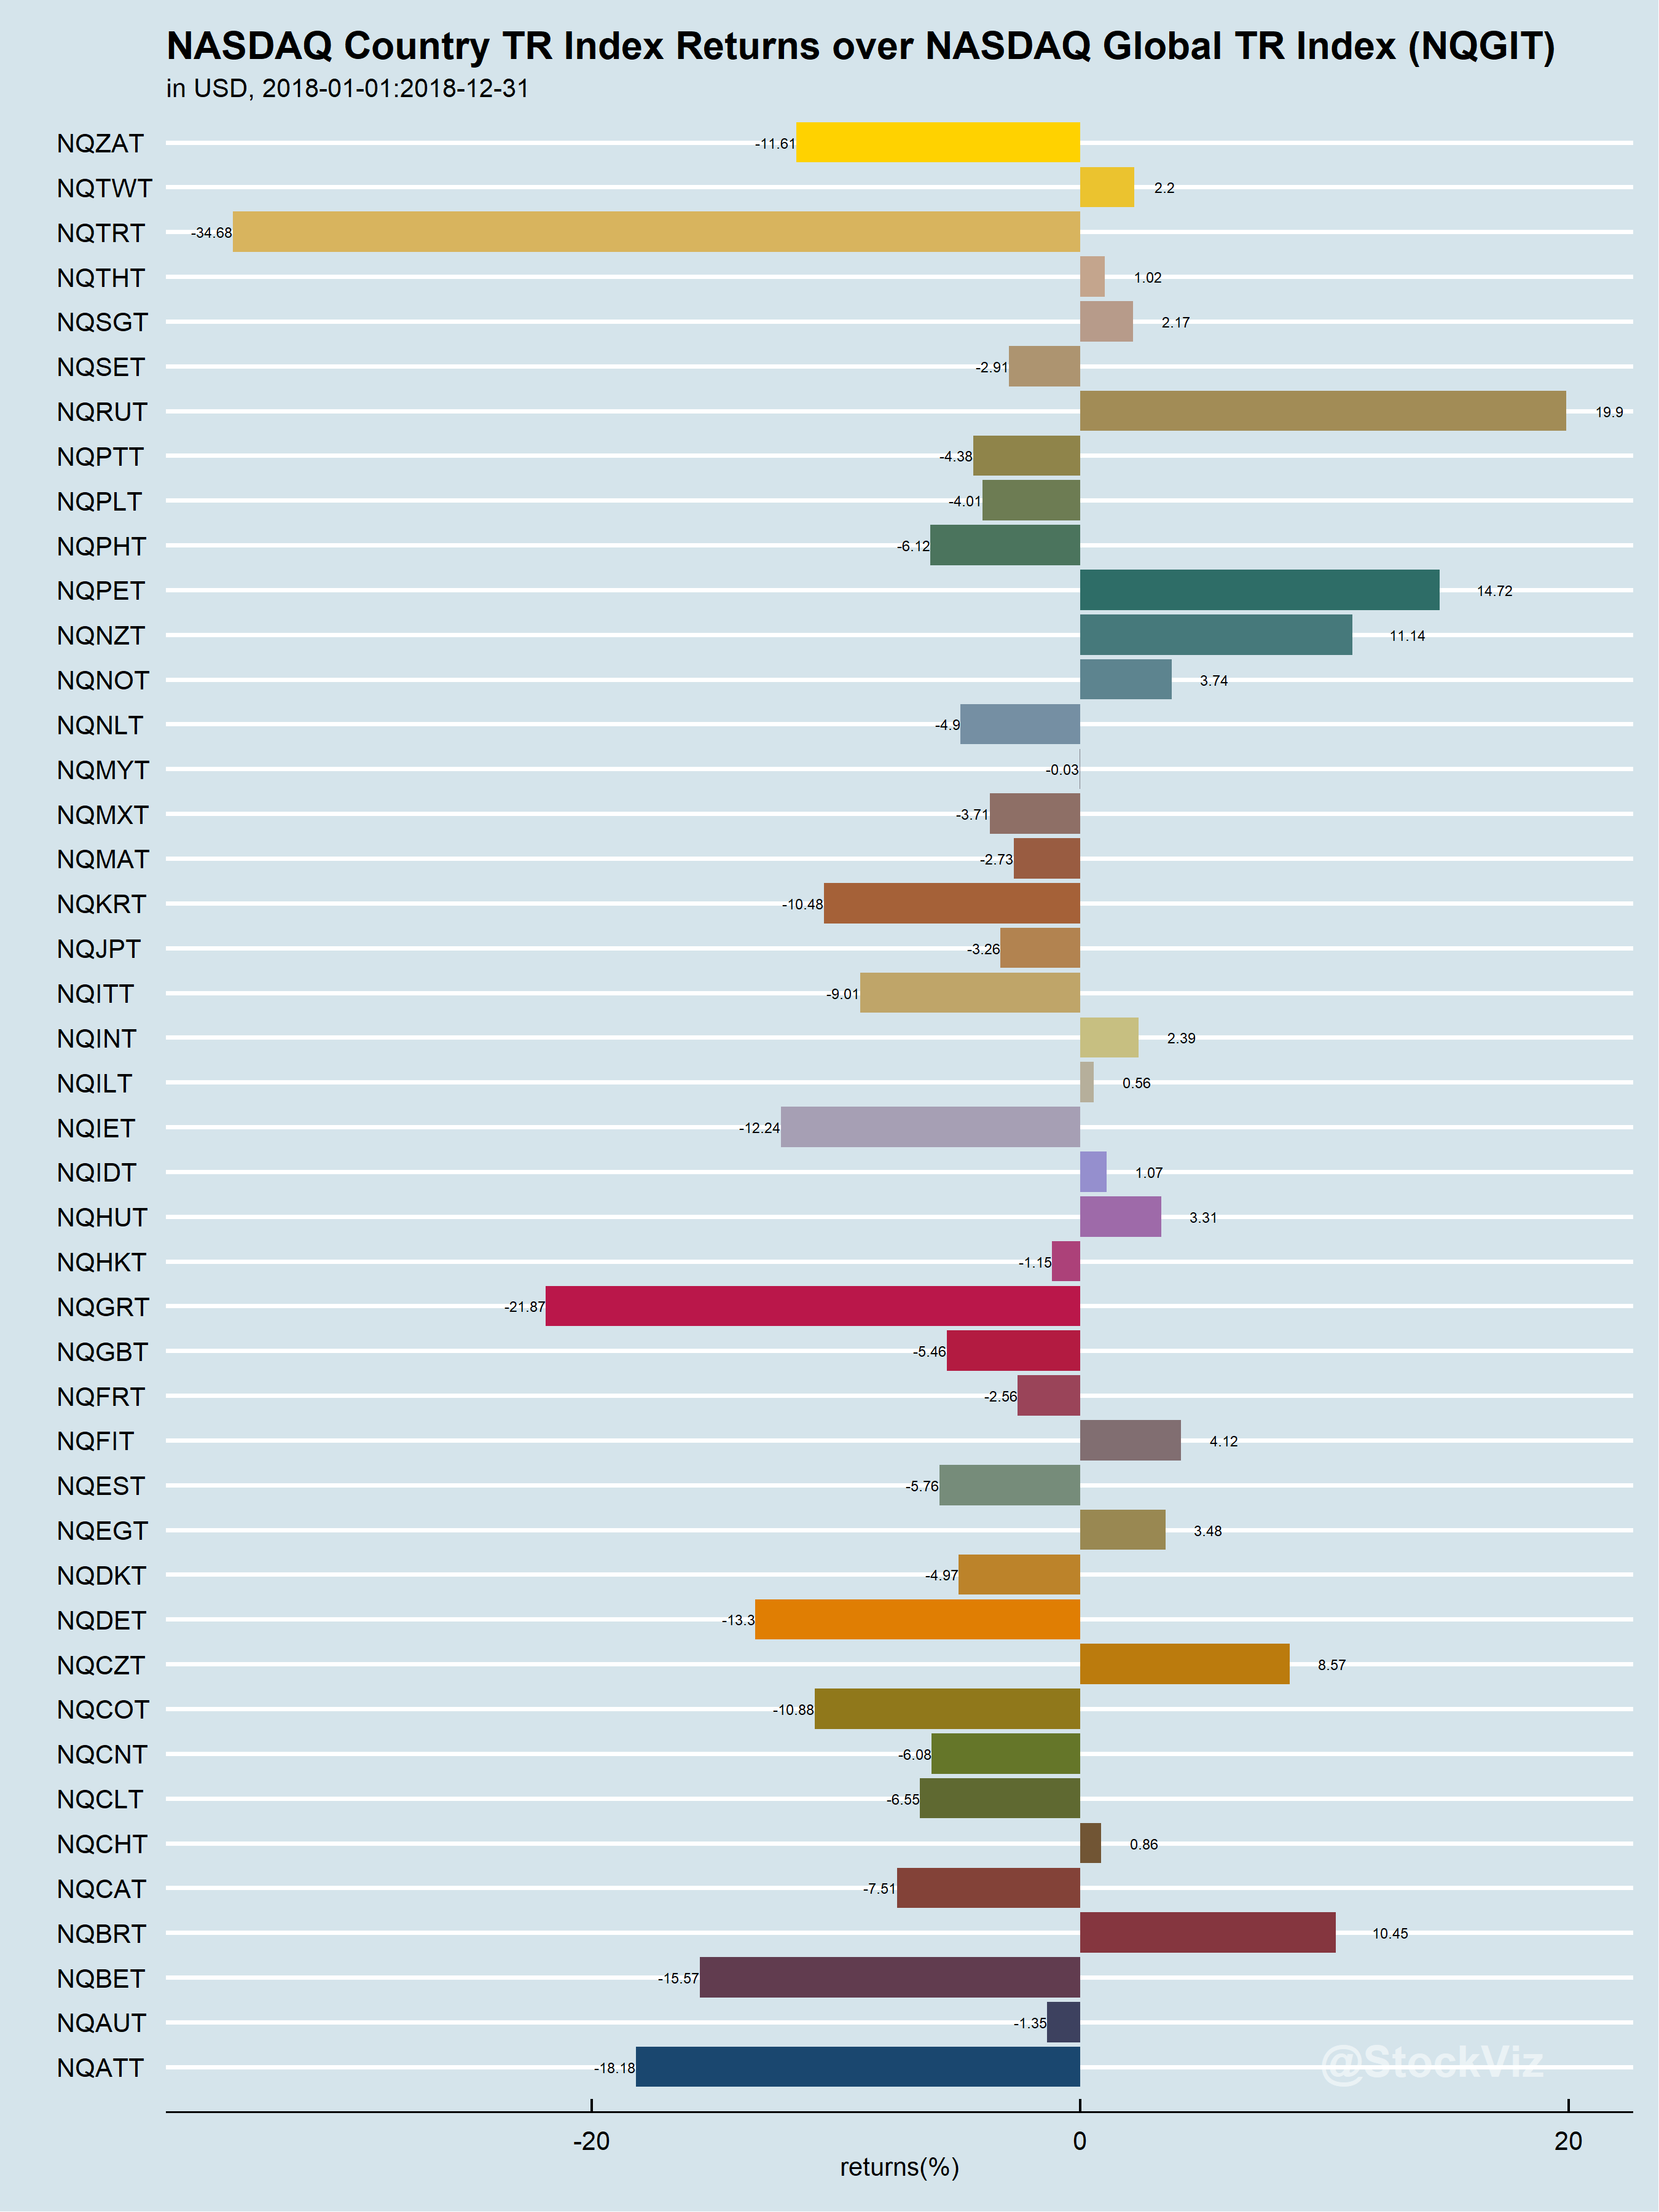 NASDAQ Country TR Index Returns over NASDAQ Global TR Index (NQGIT)
in USD, 2018-01-01:2018-12-31
NQZAT -11.61
NQTWT 2.2
NQTRT -34.68
NQTHT 1.02
NQSGT 2.17
NQSET -2.91
NQRUT 19.9
NQPTT -4.38
NQPLT -4.01
NQPHT -6.12
NQPET 14.72
NQNZT 11.14
NQNOT 3.74
NQNLT -4.9
NQMYT -0.03
NQMXT -3.71
NQMAT -2.73
NQKRT -10.48
NQJPT -3.26
NQITT -9.01
NQINT 2.39
NQILT 0.56
NQIET -12.24
NQIDT 1.07
NQHUT 3.31
NQHKT -1.15
NQGRT -21.87
NQGBT -5.46
NQFRT -2.56
NQFIT 4.12
NQEST -5.76
NQEGT 3.48
NQDKT -4.97
NQDET -13.3
NQCZT 8.57
NQCOT -10.88
NQCNT -6.08
NQCLT -6.55
NQCHT 0.86
NQCAT -7.51
NQBRT 10.45
NQBET -15.57
NQAUT -1.35
NQATT -18.18
@StockViz
-20 0 20
returns(%)